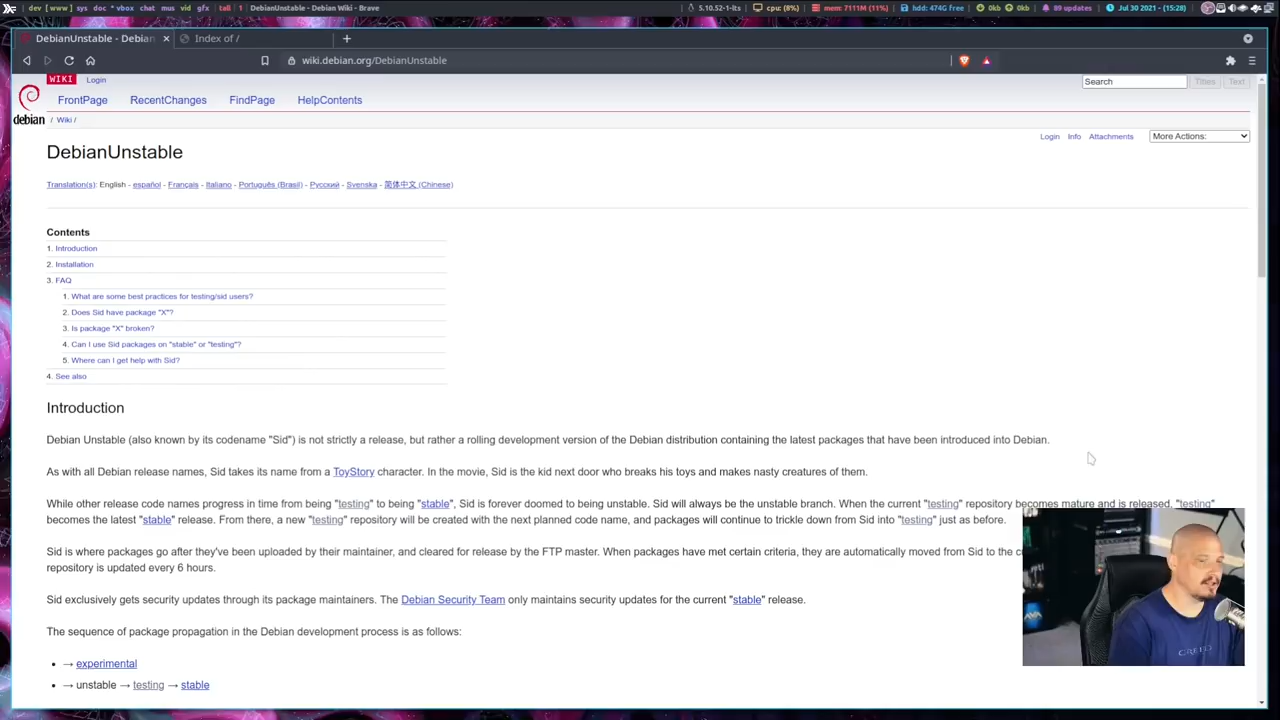 dev [ www ] sys doc * vbox chat mus vid gfx | tall | 1 | DebianUnstable - Debian Wiki - Brave
5.10.52-1-lts | cpu: (8%) | mem: 7111M (11%) | hdd: 474G free | 0kb 0kb | 89 updates | Jul 30 2021 - (15:28)
DebianUnstable - Debian
Index of /
wiki.debian.org/DebianUnstable
WIKI Login
Search Titles Text
FrontPage RecentChanges FindPage HelpContents
debian / Wiki /
Login Info Attachments More Actions:
DebianUnstable
Translation(s): English - español - Français - Italiano - Português (Brasil) - Русский - Svenska - 简体中文 (Chinese)
Contents
1. Introduction
2. Installation
3. FAQ
1. What are some best practices for testing/sid users?
2. Does Sid have package "X"?
3. Is package "X" broken?
4. Can I use Sid packages on "stable" or "testing"?
5. Where can I get help with Sid?
4. See also
Introduction
Debian Unstable (also known by its codename "Sid") is not strictly a release, but rather a rolling development version of the Debian distribution containing the latest packages that have been introduced into Debian.
As with all Debian release names, Sid takes its name from a ToyStory character. In the movie, Sid is the kid next door who breaks his toys and makes nasty creatures of them.
While other release code names progress in time from being "testing" to being "stable", Sid is forever doomed to being unstable. Sid will always be the unstable branch. When the current "testing" repository becomes mature and is released, "testing"
becomes the latest "stable" release. From there, a new "testing" repository will be created with the next planned code name, and packages will continue to trickle down from Sid into "testing" just as before.
Sid is where packages go after they've been uploaded by their maintainer, and cleared for release by the FTP master. When packages have met certain criteria, they are automatically moved from Sid to the
repository is updated every 6 hours.
Sid exclusively gets security updates through its package maintainers. The Debian Security Team only maintains security updates for the current "stable" release.
The sequence of package propagation in the Debian development process is as follows:
• → experimental
• → unstable → testing → stable